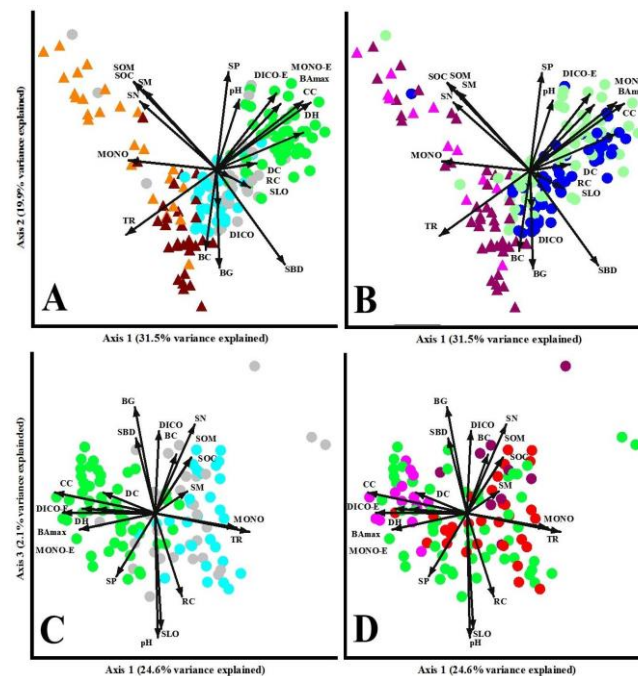 SP
SOM
SOC
SM
SN
pH
DICO-E
MONO-E
BAmax
CC
DH
MONO
DC
RC
SLO
TR
DICO
BC
BG
SBD
A
Axis 2 (19.9% variance explained)
Axis 1 (31.5% variance explained)
SP
SOC
SOM
SM
SN
pH
DICO-E
MONO
BAmax
CC
DH
MONO
DC
RC
SLO
TR
DICO
BC
BG
SBD
B
Axis 1 (31.5% variance explained)
BG
SBD
DICO
BC
SN
SOM
SOC
SM
CC
DC
DICO-E
DH
BAmax
MONO-E
MONO
TR
SP
RC
SLO
pH
C
Axis 3 (2.1% variance explained)
Axis 1 (24.6% variance explained)
BG
SBD
DICO
BC
SN
SOM
SOC
SM
CC
DC
DICO-E
DH
BAmax
MONO-E
MONO
TR
SP
RC
SLO
pH
D
Axis 1 (24.6% variance explained)